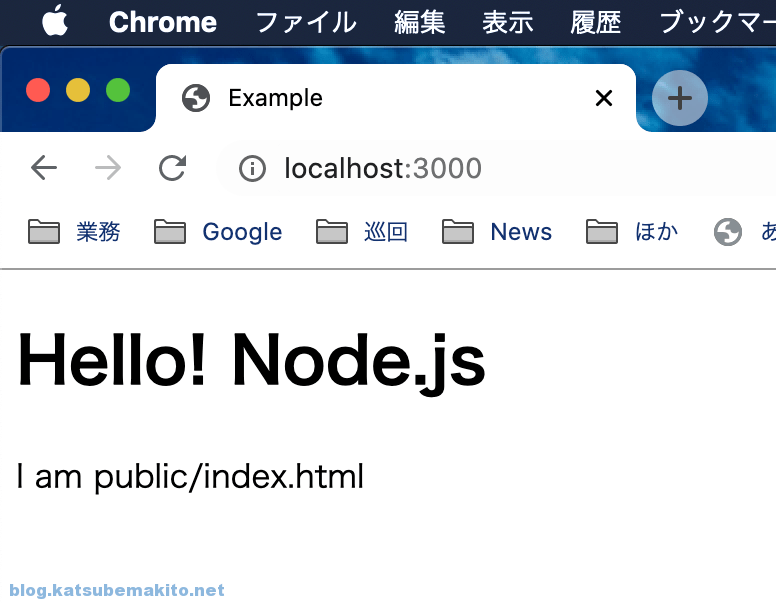 Chrome ファイル 編集 表示 履歴 ブックマー
Example
localhost:3000
業務 Google 巡回 News ほか あ
Hello! Node.js
I am public/index.html
blog.katsubemakito.net